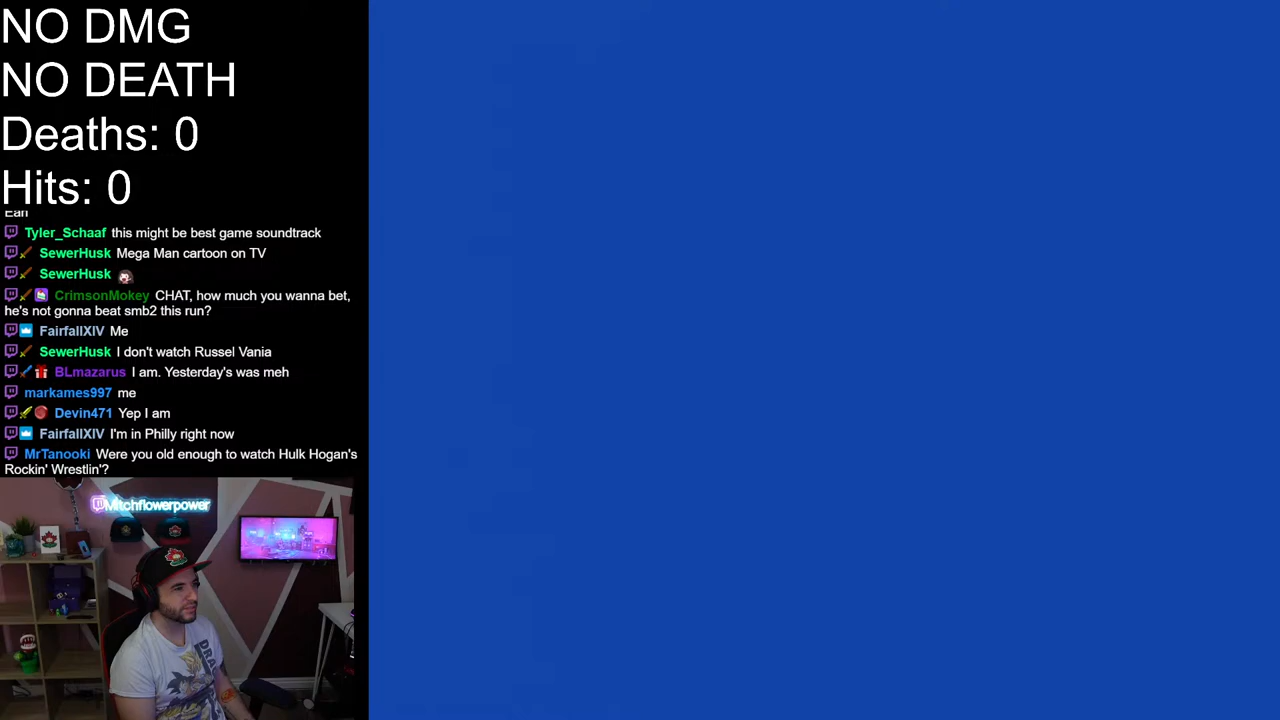 NO DMG
NO DEATH
Deaths: 0
Hits: 0
Earl
Tyler_Schaaf this might be best game soundtrack
SewerHusk Mega Man cartoon on TV
SewerHusk
CrimsonMokey CHAT, how much you wanna bet,
he's not gonna beat smb2 this run?
FairfallXIV Me
SewerHusk I don't watch Russel Vania
BLmazarus I am. Yesterday's was meh
markames997 me
Devin471 Yep I am
FairfallXIV I'm in Philly right now
MrTanooki Were you old enough to watch Hulk Hogan's
Rockin' Wrestlin'?
Mitchflowerpower